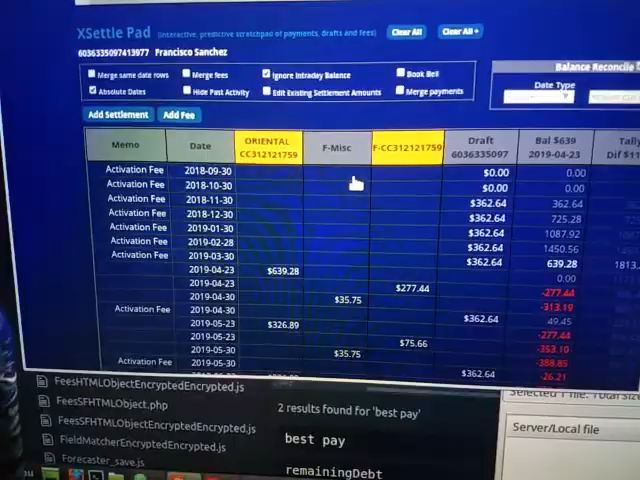 XSettle Pad (interactive, predictive scratchpad of payments, drafts and fees) Clear All Clear All +
6036335097413977 Francisco Sanchez
Merge same date rows Merge fees Ignore Intraday Balance Book Bell
Absolute Dates Hide Past Activity Edit Existing Settlement Amounts Merge payments
Balance Reconcile
Date Type
Add Settlement Add Fee
Memo Date ORIENTAL CC312121759 F-Misc F-CC312121759 Draft 6036335097 Bal $639 2019-04-23 Tally
Activation Fee 2018-09-30 $0.00 0.00
Activation Fee 2018-10-30 $0.00 0.00
Activation Fee 2018-11-30 $362.64 362.64
Activation Fee 2018-12-30 $362.64 725.28
Activation Fee 2019-01-30 $362.64 1087.92
Activation Fee 2019-02-28 $362.64 1450.56
Activation Fee 2019-03-30 $362.64 639.28 1813.
2019-04-23 $639.28 0.00
2019-04-23 $277.44 -277.44
2019-04-30 $35.75 -313.19
Activation Fee 2019-04-30 $362.64 49.45
2019-05-23 $326.89 -277.44
2019-05-23 $75.66 -353.10
2019-05-30 $35.75 -388.85
Activation Fee 2019-05-30 $362.64 -26.21
FeesHTMLObjectEncryptedEncrypted.js
FeesSFHTMLObject.php
FeesSFHTMLObjectEncryptedEncrypted.js
FieldMatcherEncryptedEncrypted.js
Forecaster_save.js
2 results found for 'best pay'
best pay
remainingDebt
Selected 1 file. Total size
Server/Local file